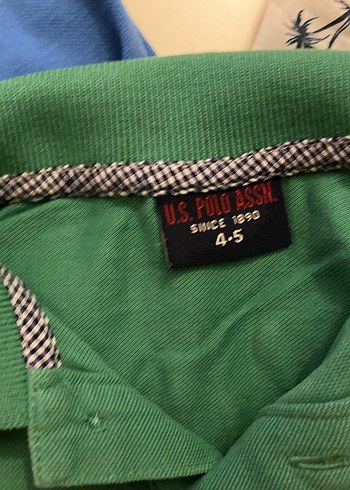 U.S. POLO ASSN.
SINCE 1890
4-5